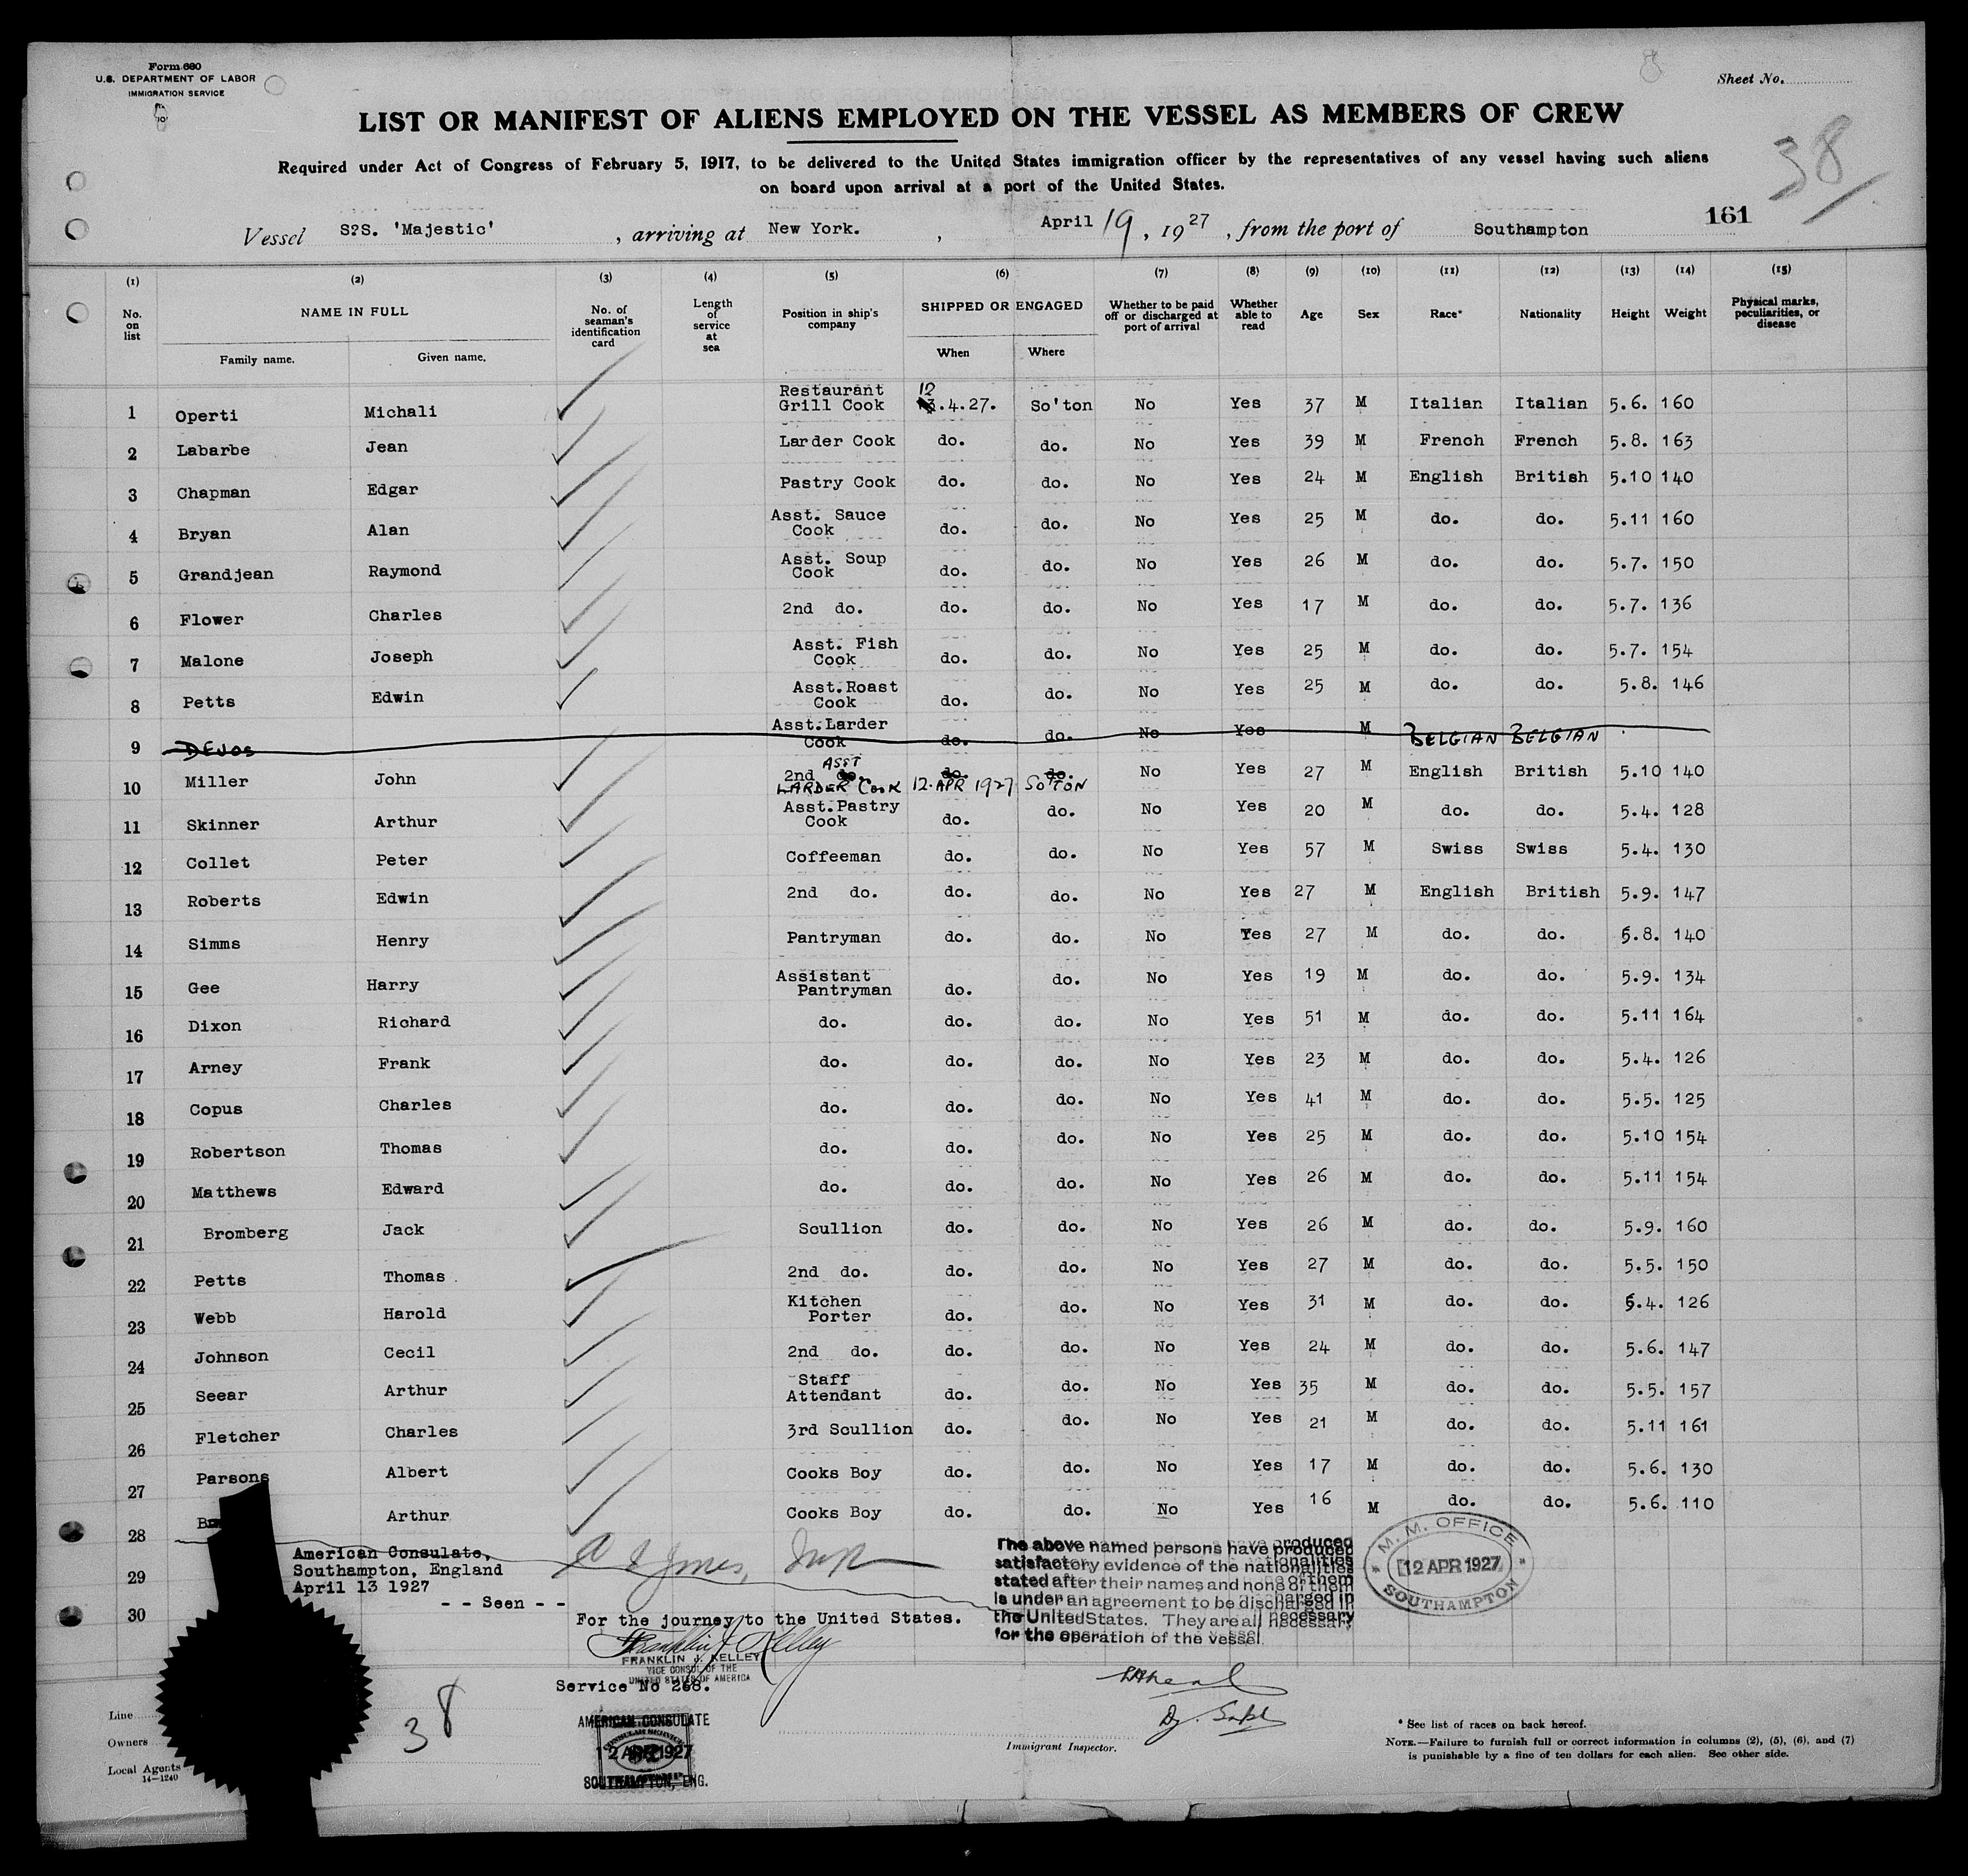 Form 680
U.S. DEPARTMENT OF LABOR
IMMIGRATION SERVICE
Sheet No.
LIST OR MANIFEST OF ALIENS EMPLOYED ON THE VESSEL AS MEMBERS OF CREW
38
Required under Act of Congress of February 5, 1917, to be delivered to the United States immigration officer by the representatives of any vessel having such aliens
on board upon arrival at a port of the United States.
161
Vessel S?S. 'Majestic' , arriving at New York. , April 19, 1927, from the port of Southampton
(1) (2) (3) (4) (5) (6) (7) (8) (9) (10) (11) (12) (13) (14) (15)
No. on list NAME IN FULL Family name. Given name. No. of seaman's identification card Length of service at sea Position in ship's company SHIPPED OR ENGAGED When Where Whether to be paid off or discharged at port of arrival Whether able to read Age Sex Race* Nationality Height Weight Physical marks, peculiarities, or disease
1 Operti Michali Restaurant Grill Cook 12.4.27. So'ton No Yes 37 M Italian Italian 5.6. 160
2 Labarbe Jean Larder Cook do. do. No Yes 39 M French French 5.8. 163
3 Chapman Edgar Pastry Cook do. do. No Yes 24 M English British 5.10 140
4 Bryan Alan Asst. Sauce Cook do. do. No Yes 25 M do. do. 5.11 160
5 Grandjean Raymond Asst. Soup Cook do. do. No Yes 26 M do. do. 5.7. 150
6 Flower Charles 2nd do. do. do. No Yes 17 M do. do. 5.7. 136
7 Malone Joseph Asst. Fish Cook do. do. No Yes 25 M do. do. 5.7. 154
8 Petts Edwin Asst.Roast Cook do. do. No Yes 25 M do. do. 5.8. 146
9 DEJOS Asst.Larder Cook do. do. No Yes M BELGIAN BELGIAN
10 Miller John 2nd do. ASST LARDER COOK do. 12.APR 1927 do. SO'TON No Yes 27 M English British 5.10 140
11 Skinner Arthur Asst.Pastry Cook do. do. No Yes 20 M do. do. 5.4. 128
12 Collet Peter Coffeeman do. do. No Yes 57 M Swiss Swiss 5.4. 130
13 Roberts Edwin 2nd do. do. do. No Yes 27 M English British 5.9. 147
14 Simms Henry Pantryman do. do. No Yes 27 M do. do. 5.8. 140
15 Gee Harry Assistant Pantryman do. do. No Yes 19 M do. do. 5.9. 134
16 Dixon Richard do. do. do. No Yes 51 M do. do. 5.11 164
17 Arney Frank do. do. do. No Yes 23 M do. do. 5.4. 126
18 Copus Charles do. do. do. No Yes 41 M do. do. 5.5. 125
19 Robertson Thomas do. do. do. No Yes 25 M do. do. 5.10 154
20 Matthews Edward do. do. do. No Yes 26 M do. do. 5.11 154
21 Bromberg Jack Scullion do. do. No Yes 26 M do. do. 5.9. 160
22 Petts Thomas 2nd do. do. do. No Yes 27 M do. do. 5.5. 150
23 Webb Harold Kitchen Porter do. do. No Yes 31 M do. do. 5.4. 126
24 Johnson Cecil 2nd do. do. do. No Yes 24 M do. do. 5.6. 147
25 Seear Arthur Staff Attendant do. do. No Yes 35 M do. do. 5.5. 157
26 Fletcher Charles 3rd Scullion do. do. No Yes 21 M do. do. 5.11 161
27 Parsons Albert Cooks Boy do. do. No Yes 17 M do. do. 5.6. 130
28 Arthur Cooks Boy do. do. No Yes 16 M do. do. 5.6. 110
29
30
American Consulate,
Southampton, England
April 13 1927
- - Seen - -
For the journey to the United States.
Franklin J Kelley
FRANKLIN J. KELLEY
VICE CONSUL OF THE
UNITED STATES OF AMERICA
Service No 268.
AMERICAN CONSULATE
CONSULAR SERVICE
12 APR 1927
SOUTHAMPTON, ENG.
The above named persons have produced
satisfactory evidence of the nationalities
stated after their names and none of them
is under an agreement to be discharged in
the United States. They are all necessary
for the operation of the vessel
M. M. OFFICE
12 APR 1927
SOUTHAMPTON
Line
Owners
Local Agents
14—1240
38
Immigrant Inspector.
* See list of races on back hereof.
NOTE.—Failure to furnish full or correct information in columns (2), (5), (6), and (7)
is punishable by a fine of ten dollars for each alien. See other side.